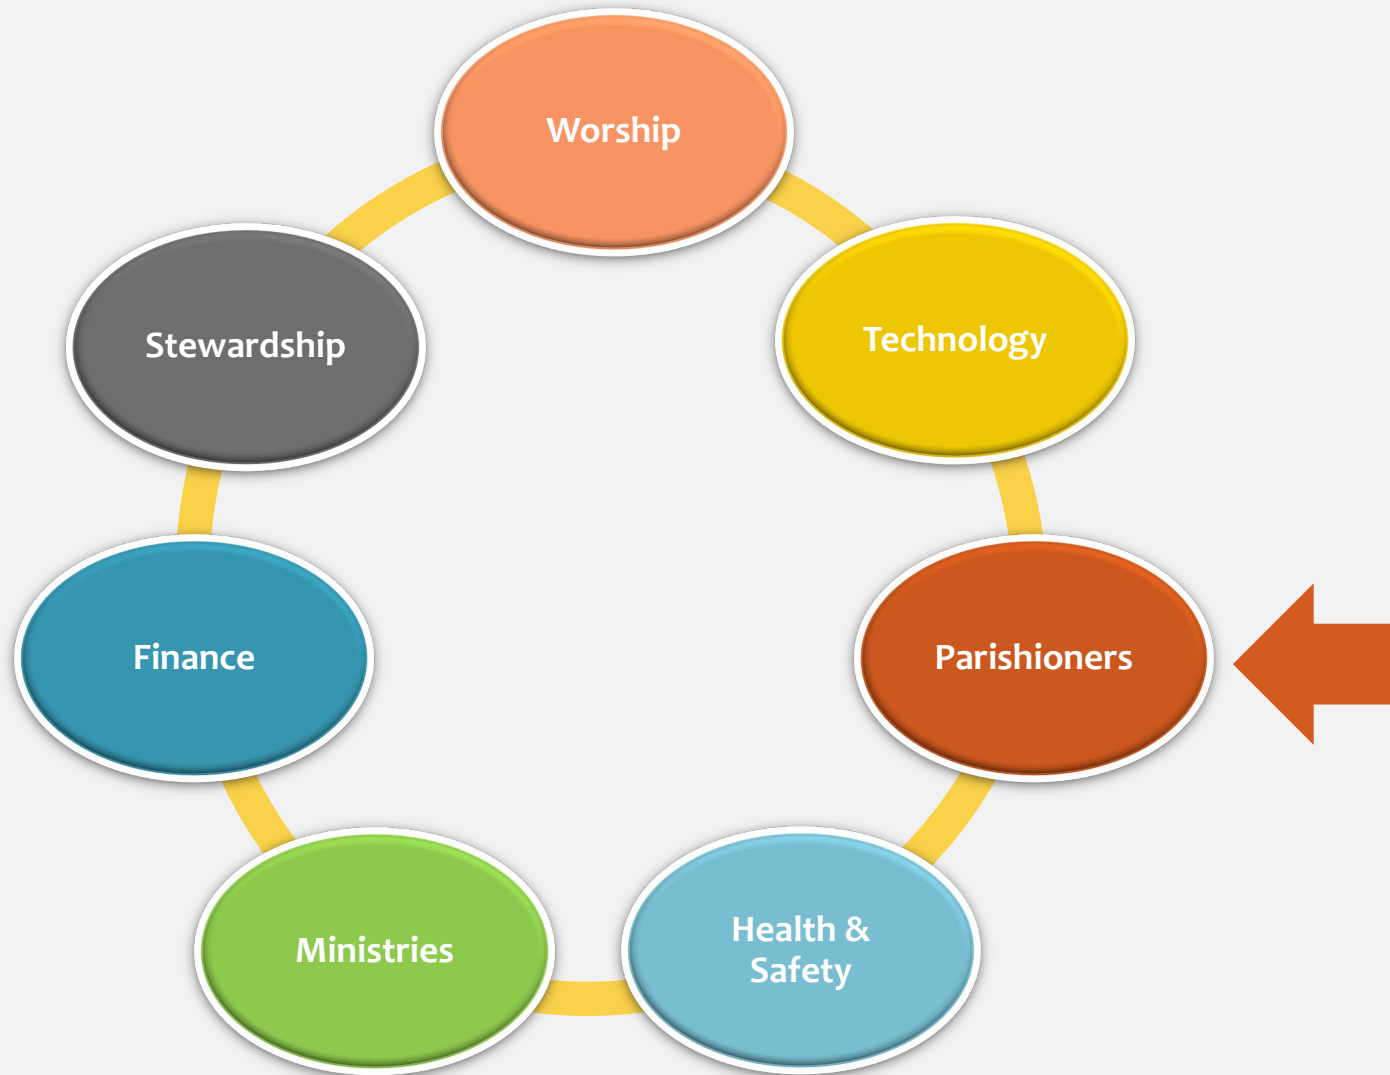 Worship
Technology
Stewardship
Parishioners
Finance
Health &
Safety
Ministries